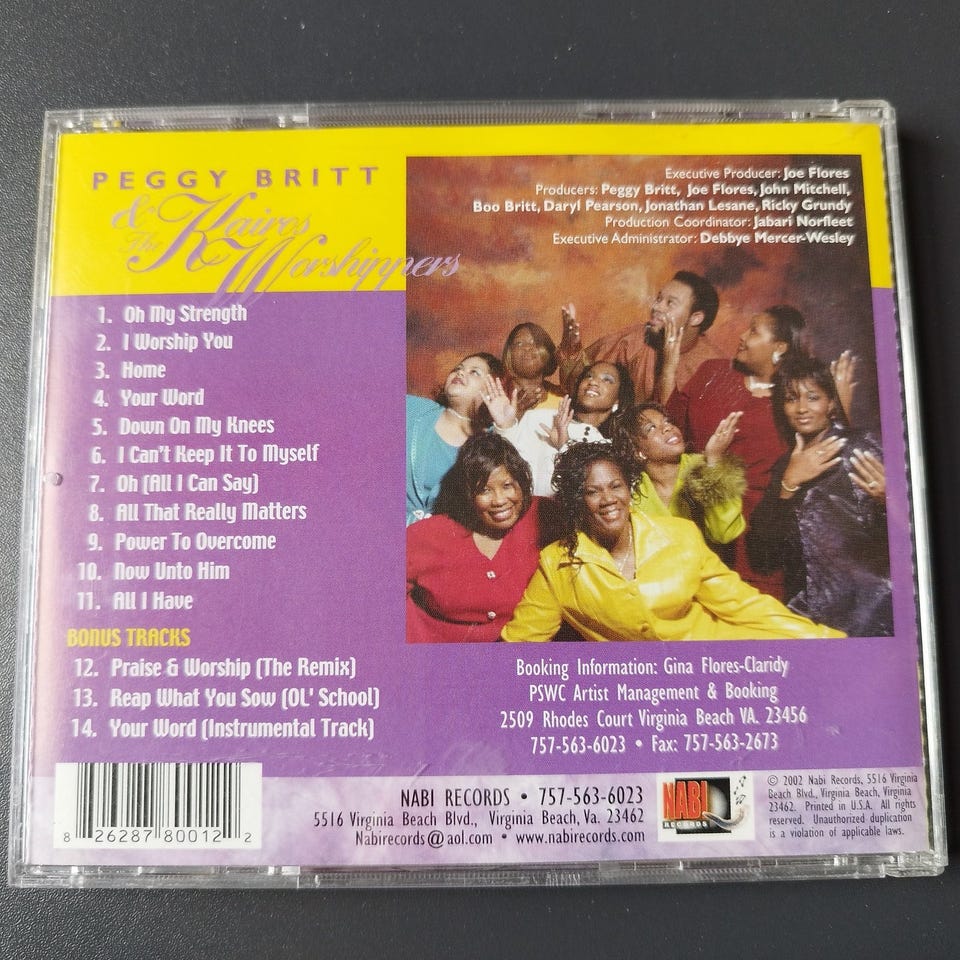 PEGGY BRITT
& The Kairos
Worshippers
Executive Producer: Joe Flores
Producers: Peggy Britt, Joe Flores, John Mitchell,
Boo Britt, Daryl Pearson, Jonathan Lesane, Ricky Grundy
Production Coordinator: Jabari Norfleet
Executive Administrator: Debbye Mercer-Wesley
1. Oh My Strength
2. I Worship You
3. Home
4. Your Word
5. Down On My Knees
6. I Can't Keep It To Myself
7. Oh (All I Can Say)
8. All That Really Matters
9. Power To Overcome
10. Now Unto Him
11. All I Have
BONUS TRACKS
12. Praise & Worship (The Remix)
13. Reap What You Sow (OL' School)
14. Your Word (Instrumental Track)
Booking Information: Gina Flores-Claridy
PSWC Artist Management & Booking
2509 Rhodes Court Virginia Beach VA. 23456
757-563-6023 • Fax: 757-563-2673
8 26287 80012 2
NABI RECORDS • 757-563-6023
5516 Virginia Beach Blvd., Virginia Beach, Va. 23462
Nabirecords@aol.com • www.nabirecords.com
NABI
RECORDS
© 2002 Nabi Records, 5516 Virginia
Beach Blvd., Virginia Beach, Virginia
23462. Printed in U.S.A. All rights
reserved. Unauthorized duplication
is a violation of applicable laws.